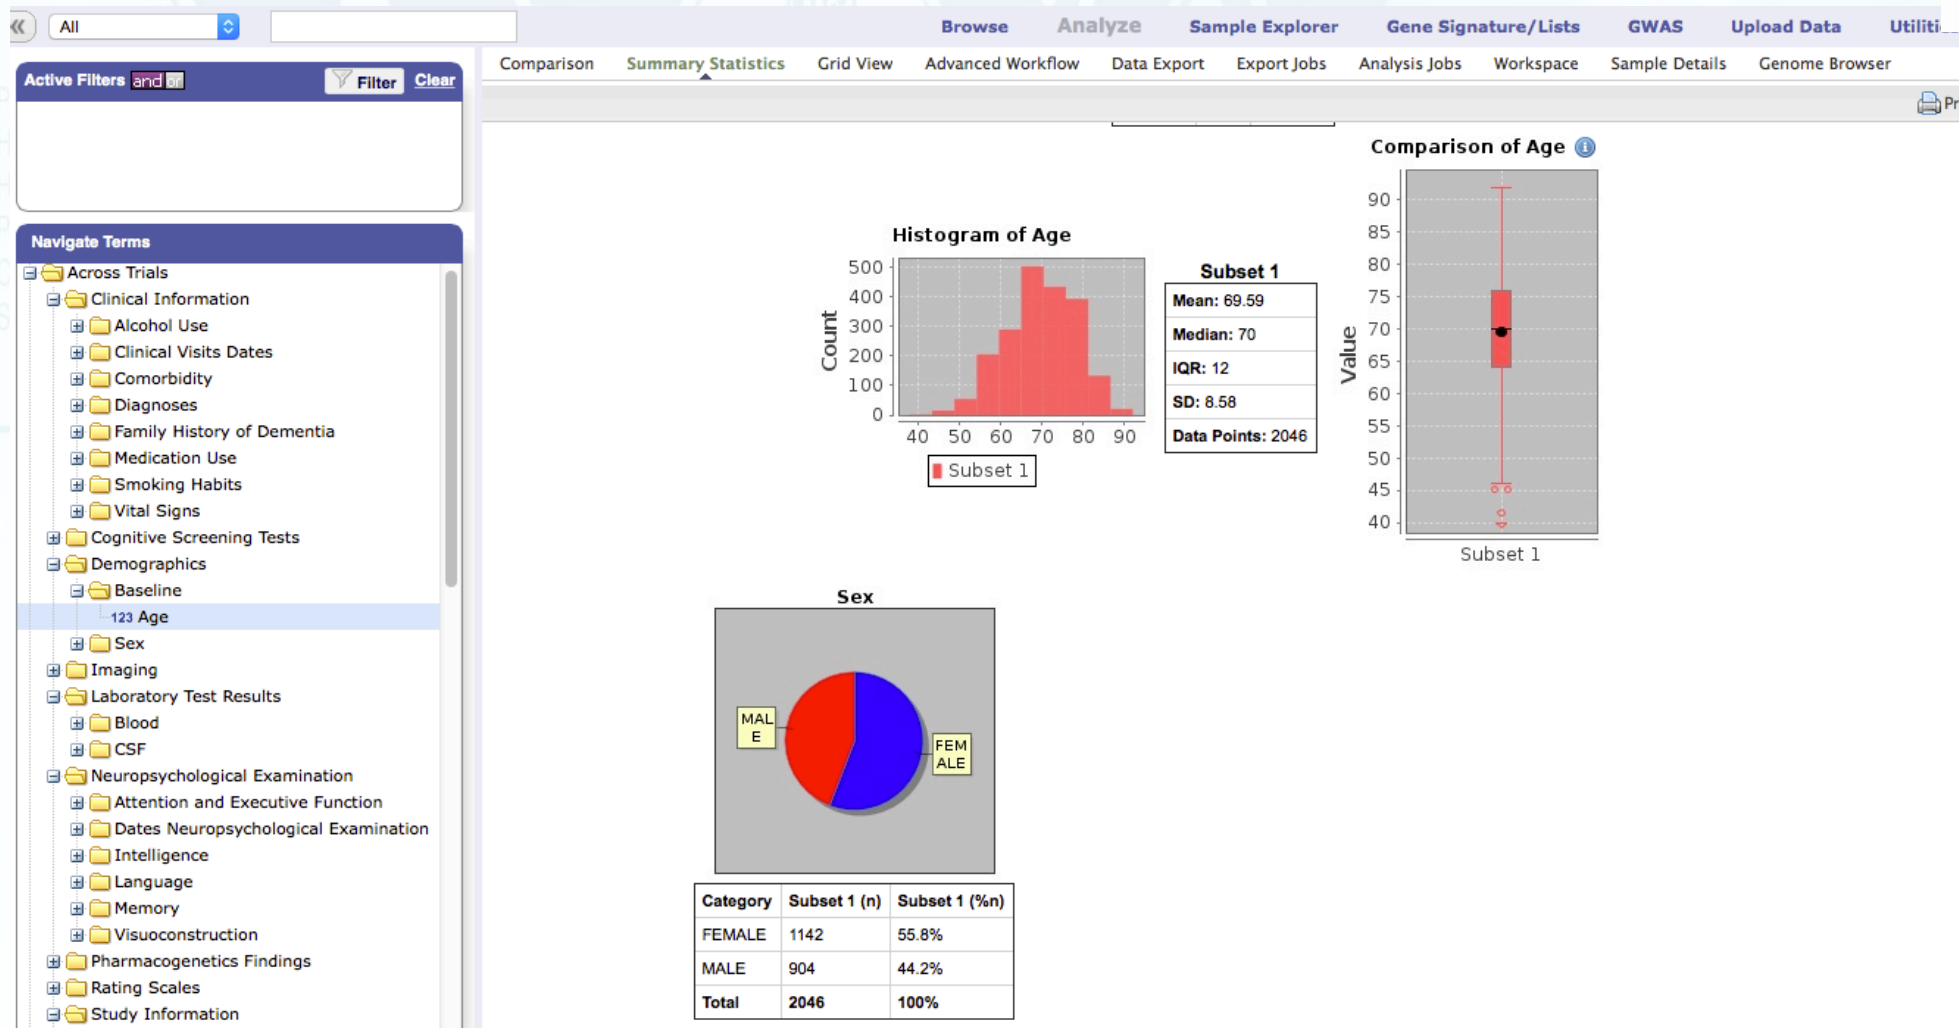 All
Browse Analyze Sample Explorer Gene Signature/Lists GWAS Upload Data
Comparison Summary Statistics Grid View Advanced Workflow Data Export Export Jobs Analysis Jobs Workspace Sample Details Genome Browser
Active Filters and or Filter Clear
Navigate Terms
Across Trials
Clinical Information
Alcohol Use
Clinical Visits Dates
Comorbidity
Diagnoses
Family History of Dementia
Medication Use
Smoking Habits
Vital Signs
Cognitive Screening Tests
Demographics
Baseline
123 Age
Sex
Imaging
Laboratory Test Results
Blood
CSF
Neuropsychological Examination
Attention and Executive Function
Dates Neuropsychological Examination
Intelligence
Language
Memory
Visuoconstruction
Pharmacogenetics Findings
Rating Scales
Study Information
Histogram of Age
Count
500
400
300
200
100
0
40 50 60 70 80 90
Subset 1
Subset 1
Mean: 69.59
Median: 70
IQR: 12
SD: 8.58
Data Points: 2046
Comparison of Age
Value
90
85
80
75
70
65
60
55
50
45
40
Subset 1
Sex
MAL
E
FEM
ALE
Category Subset 1 (n) Subset 1 (%n)
FEMALE 1142 55.8%
MALE 904 44.2%
Total 2046 100%